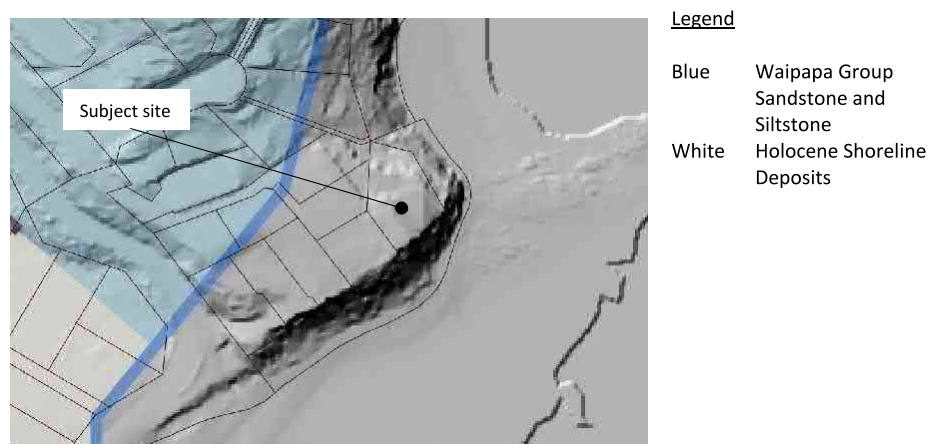 Legend
Subject site
Blue Waipapa Group
Sandstone and
Siltstone
White Holocene Shoreline
Deposits